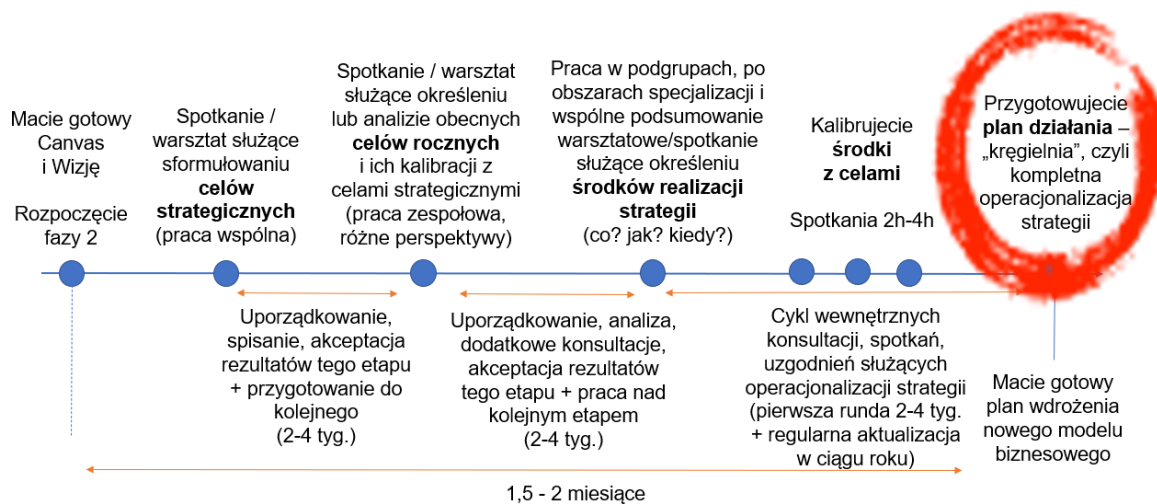 Macie gotowy
Canvas
i Wizję
Rozpoczęcie
fazy 2
Spotkanie /
warsztat służące
sformułowaniu
celów
strategicznych
(praca wspólna)
Spotkanie / warsztat
służące określeniu
lub analizie obecnych
celów rocznych
i ich kalibracji z
celami strategicznymi
(praca zespołowa,
różne perspektywy)
Praca w podgrupach, po
obszarach specjalizacji i
wspólne podsumowanie
warsztatowe/spotkanie
służące określeniu
środków realizacji
strategii
(co? jak? kiedy?)
Kalibrujecie
środki
z celami
Spotkania 2h-4h
Przygotowujecie
plan działania –
„kręgielnia”, czyli
kompletna
operacjonalizacja
strategii
Uporządkowanie,
spisanie, akceptacja
rezultatów tego etapu
+ przygotowanie do
kolejnego
(2-4 tyg.)
Uporządkowanie, analiza,
dodatkowe konsultacje,
akceptacja rezultatów
tego etapu + praca nad
kolejnym etapem
(2-4 tyg.)
Cykl wewnętrznych
konsultacji, spotkań,
uzgodnień służących
operacjonalizacji strategii
(pierwsza runda 2-4 tyg.
+ regularna aktualizacja
w ciągu roku)
Macie gotowy
plan wdrożenia
nowego modelu
biznesowego
1,5 - 2 miesiące